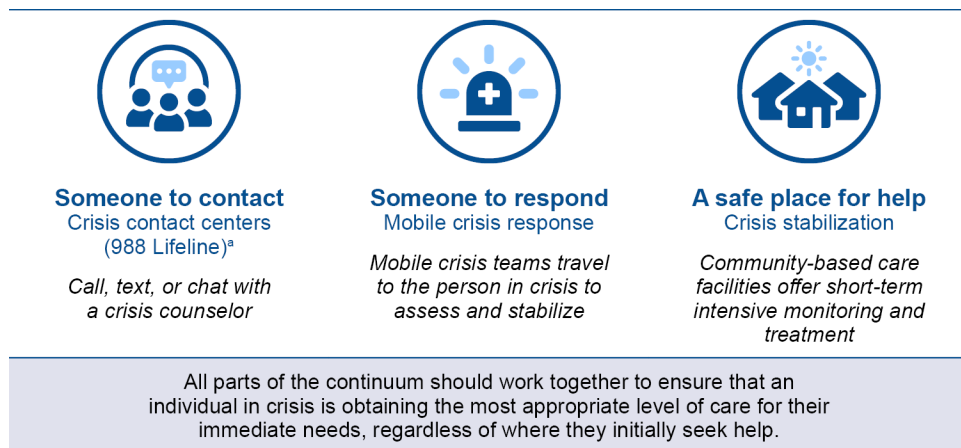 Someone to contact
Crisis contact centers
(988 Lifeline)ª
Call, text, or chat with
a crisis counselor
Someone to respond
Mobile crisis response
Mobile crisis teams travel
to the person in crisis to
assess and stabilize
A safe place for help
Crisis stabilization
Community-based care
facilities offer short-term
intensive monitoring and
treatment
All parts of the continuum should work together to ensure that an
individual in crisis is obtaining the most appropriate level of care for their
immediate needs, regardless of where they initially seek help.